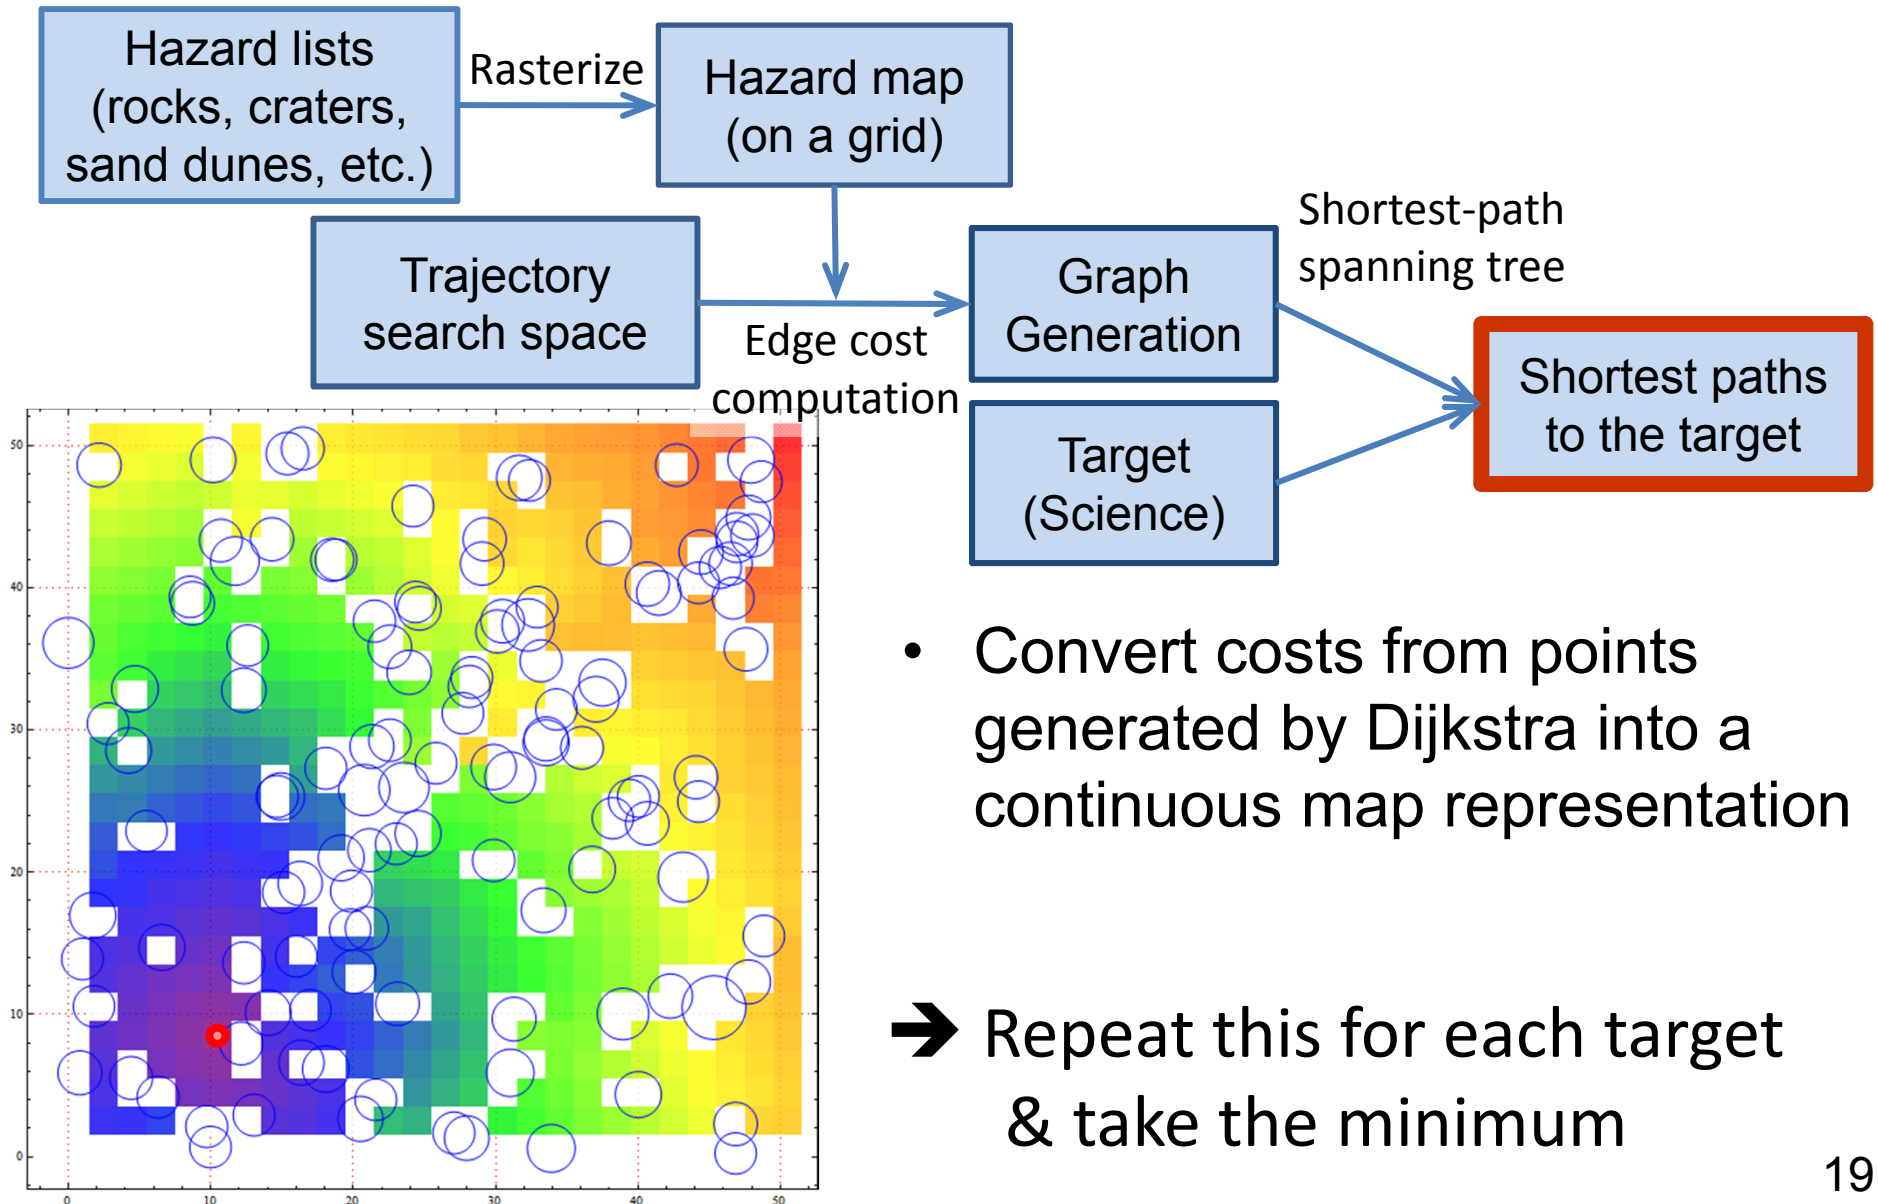 Hazard lists
(rocks, craters,
sand dunes, etc.)
Rasterize
Hazard map
(on a grid)
Trajectory
search space
Edge cost
computation
Graph
Generation
Shortest-path
spanning tree
Target
(Science)
Shortest paths
to the target
50
40
30
20
10
0
0 10 20 30 40 50
• Convert costs from points
generated by Dijkstra into a
continuous map representation
➔ Repeat this for each target
& take the minimum
19